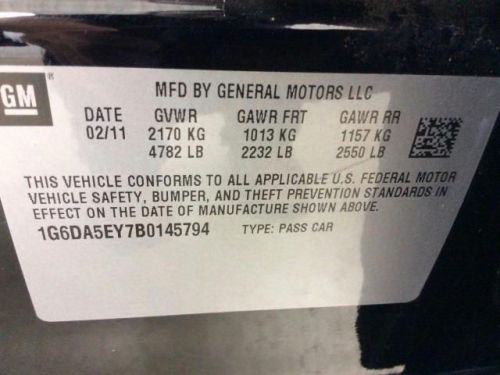 GM ®
MFD BY GENERAL MOTORS LLC
DATE GVWR GAWR FRT GAWR RR
02/11 2170 KG 1013 KG 1157 KG
4782 LB 2232 LB 2550 LB
THIS VEHICLE CONFORMS TO ALL APPLICABLE U.S. FEDERAL MOTOR
VEHICLE SAFETY, BUMPER, AND THEFT PREVENTION STANDARDS IN
EFFECT ON THE DATE OF MANUFACTURE SHOWN ABOVE.
1G6DA5EY7B0145794 TYPE: PASS CAR